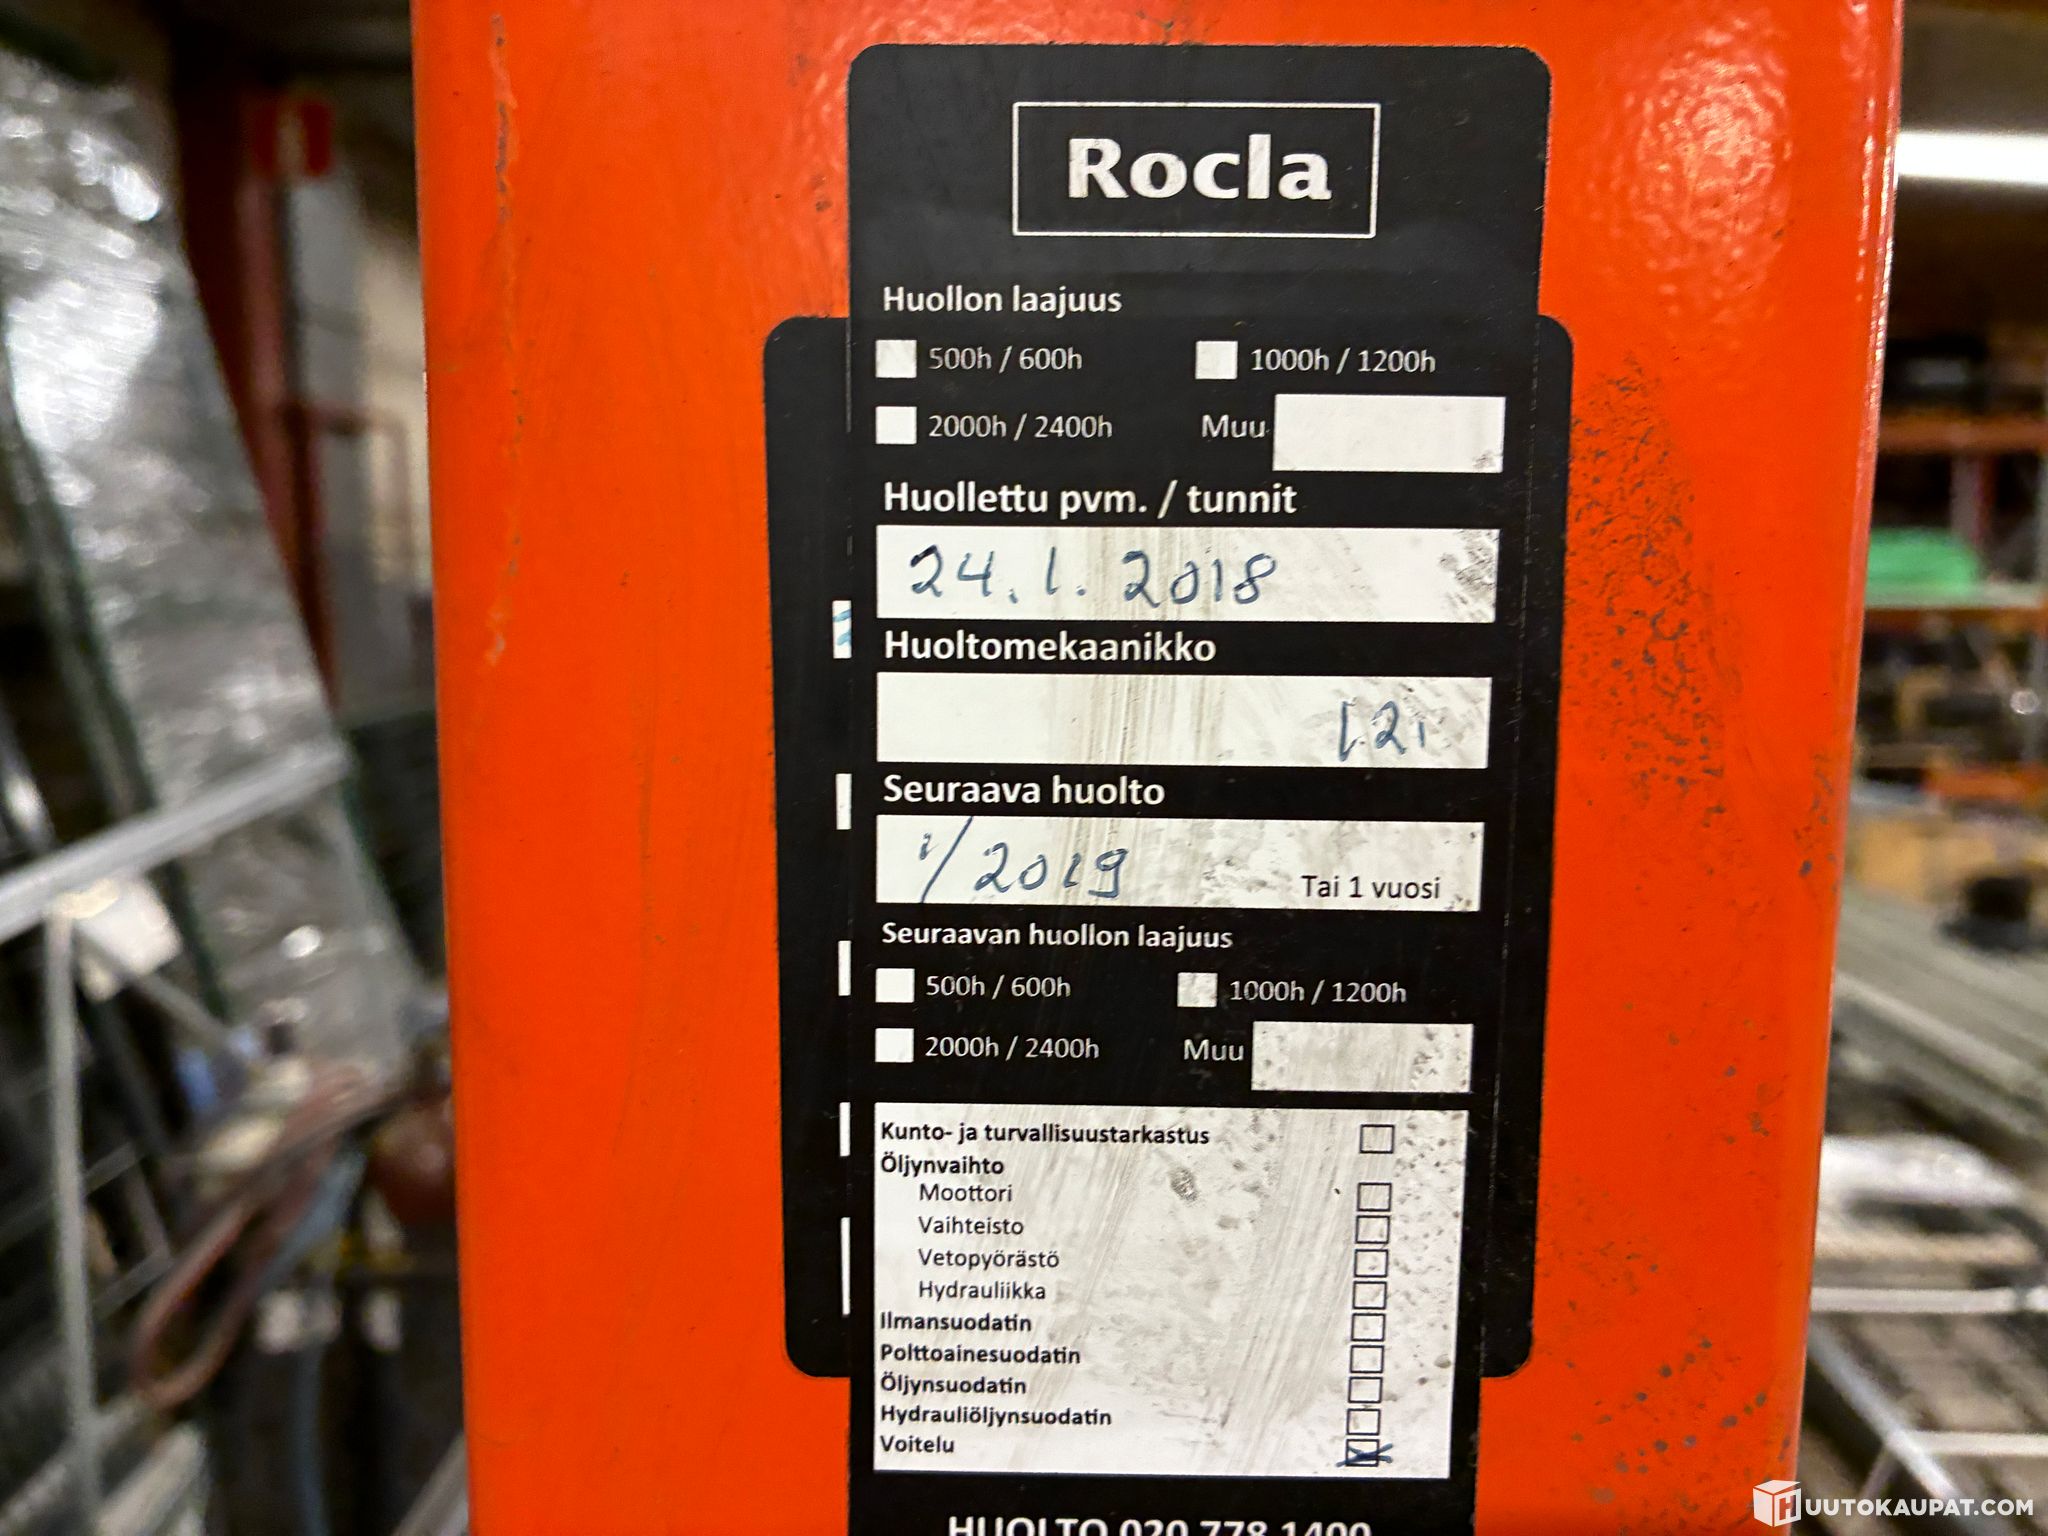 Rocla
Huollon laajuus
500h / 600h 1000h / 1200h
2000h / 2400h Muu
Huollettu pvm. / tunnit
24.1.2018
Huoltomekaanikko
Seuraava huolto
1/2019 Tai 1 vuosi
Seuraavan huollon laajuus
500h / 600h 1000h / 1200h
2000h / 2400h Muu
Kunto- ja turvallisuustarkastus
Öljynvaihto
Moottori
Vaihteisto
Vetopyörästö
Hydrauliikka
Ilmansuodatin
Polttoainesuodatin
Öljynsuodatin
Hydrauliöljynsuodatin
Voitelu
HUOLTO 020 778 1400
HUUTOKAUPAT.COM